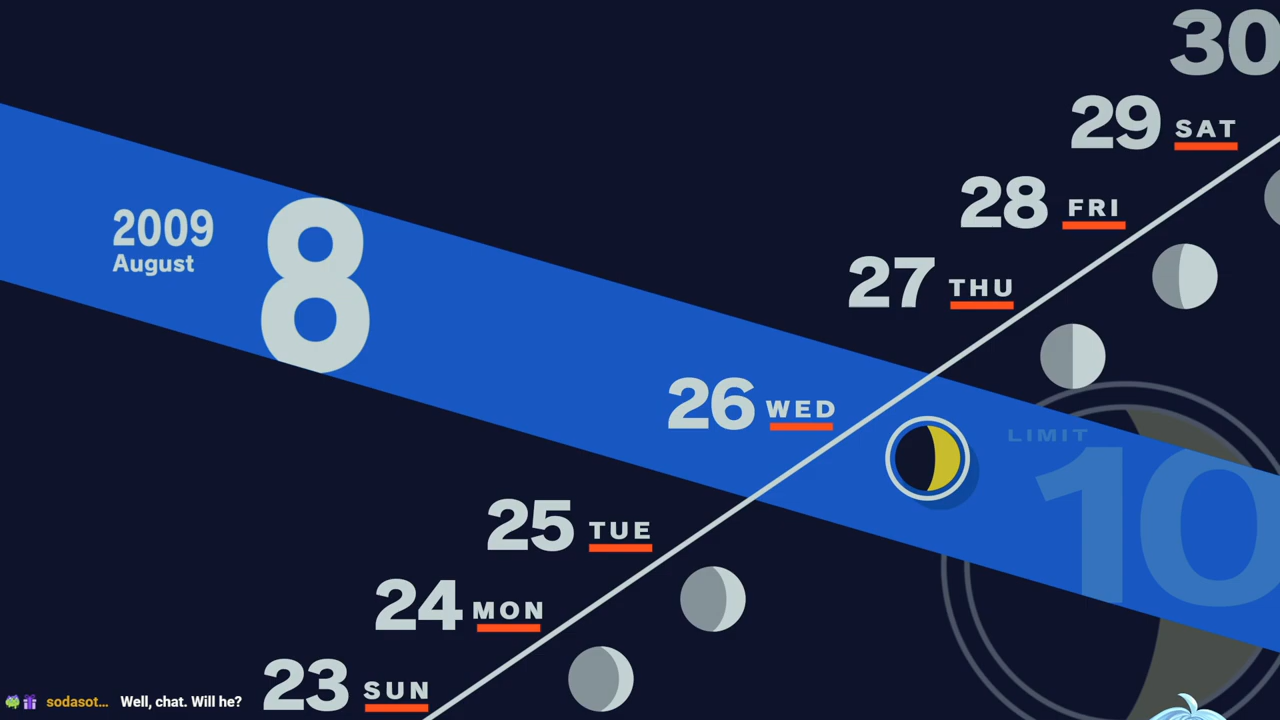 30
29 SAT
28 FRI
2009
August
8
27 THU
26 WED
LIMIT
10
25 TUE
24 MON
23 SUN
sodasot... Well, chat. Will he?